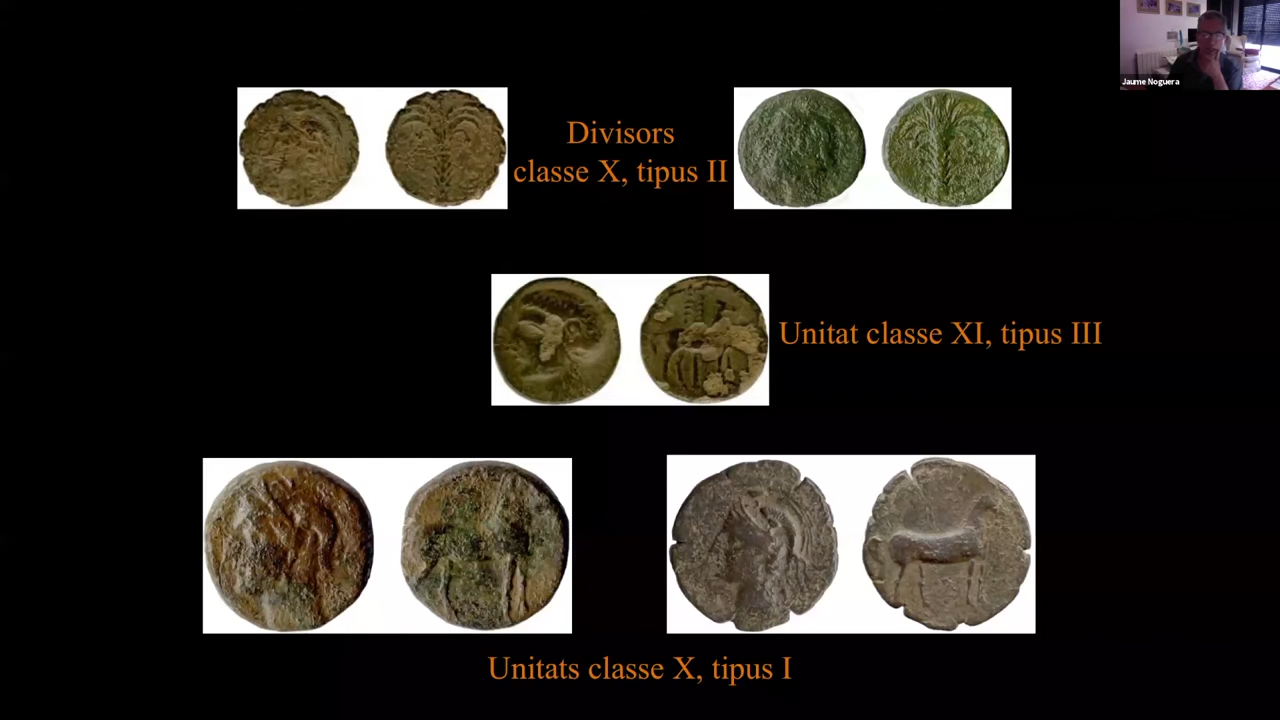 Jaume Noguera
Divisors
classe X, tipus II
Unitat classe XI, tipus III
Unitats classe X, tipus I